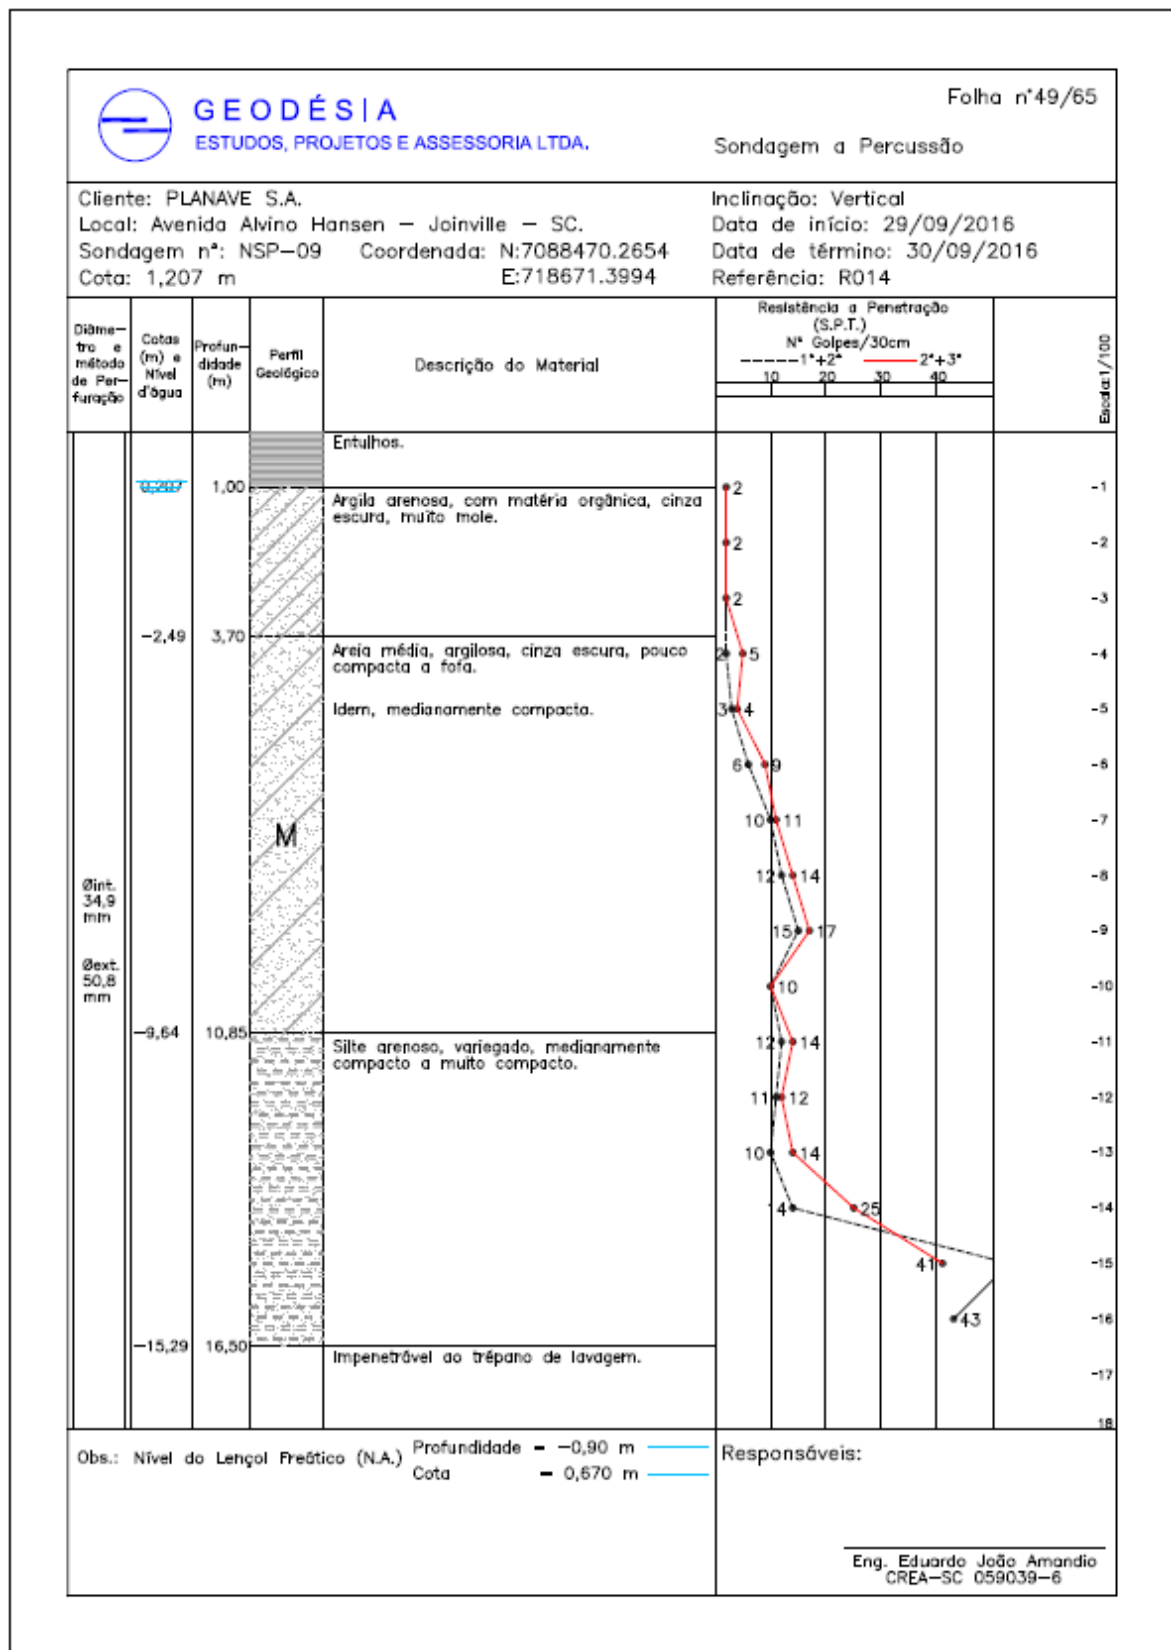 GEODÉSIA
ESTUDOS, PROJETOS E ASSESSORIA LTDA.
Folha n°49/65
Sondagem a Percussão
Cliente: PLANAVE S.A.
Local: Avenida Alvino Hansen – Joinville – SC.
Sondagem nª: NSP–09 Coordenada: N:7088470.2654
Cota: 1,207 m E:718671.3994
Inclinação: Vertical
Data de início: 29/09/2016
Data de término: 30/09/2016
Referência: R014
Diâme-
tro e
método
de Per-
furação
Cotas
(m) e
Nível
d'água
Profun-
didade
(m)
Perfil
Geológico
Descrição do Material
Resistência a Penetração
(S.P.T.)
N° Golpes/30cm
1ª+2ª 2ª+3ª
10 20 30 40
Escala:1/100
Entulhos.
0,207 1,00
Argila arenosa, com matéria orgânica, cinza
escura, muito mole.
2 -1
2 -2
2 -3
-2,49 3,70
Areia média, argilosa, cinza escura, pouco
compacta a fofa.
2 5 -4
Idem, medianamente compacta.
3 4 -5
6 9 -6
10 11 -7
M
12 14 -8
Øint.
34,9
mm
15 17 -9
Øext.
50,8
mm
10 -10
-9,64 10,85
Silte arenoso, variegado, medianamente
compacto a muito compacto.
12 14 -11
11 12 -12
10 14 -13
14 25 -14
41 -15
43 -16
-15,29 16,50
Impenetrável ao trépano de lavagem.
-17
18
Obs.: Nível do Lençol Freático (N.A.) Profundidade = -0,90 m
Cota = 0,670 m
Responsáveis:
Eng. Eduardo João Amandio
CREA–SC 059039–6